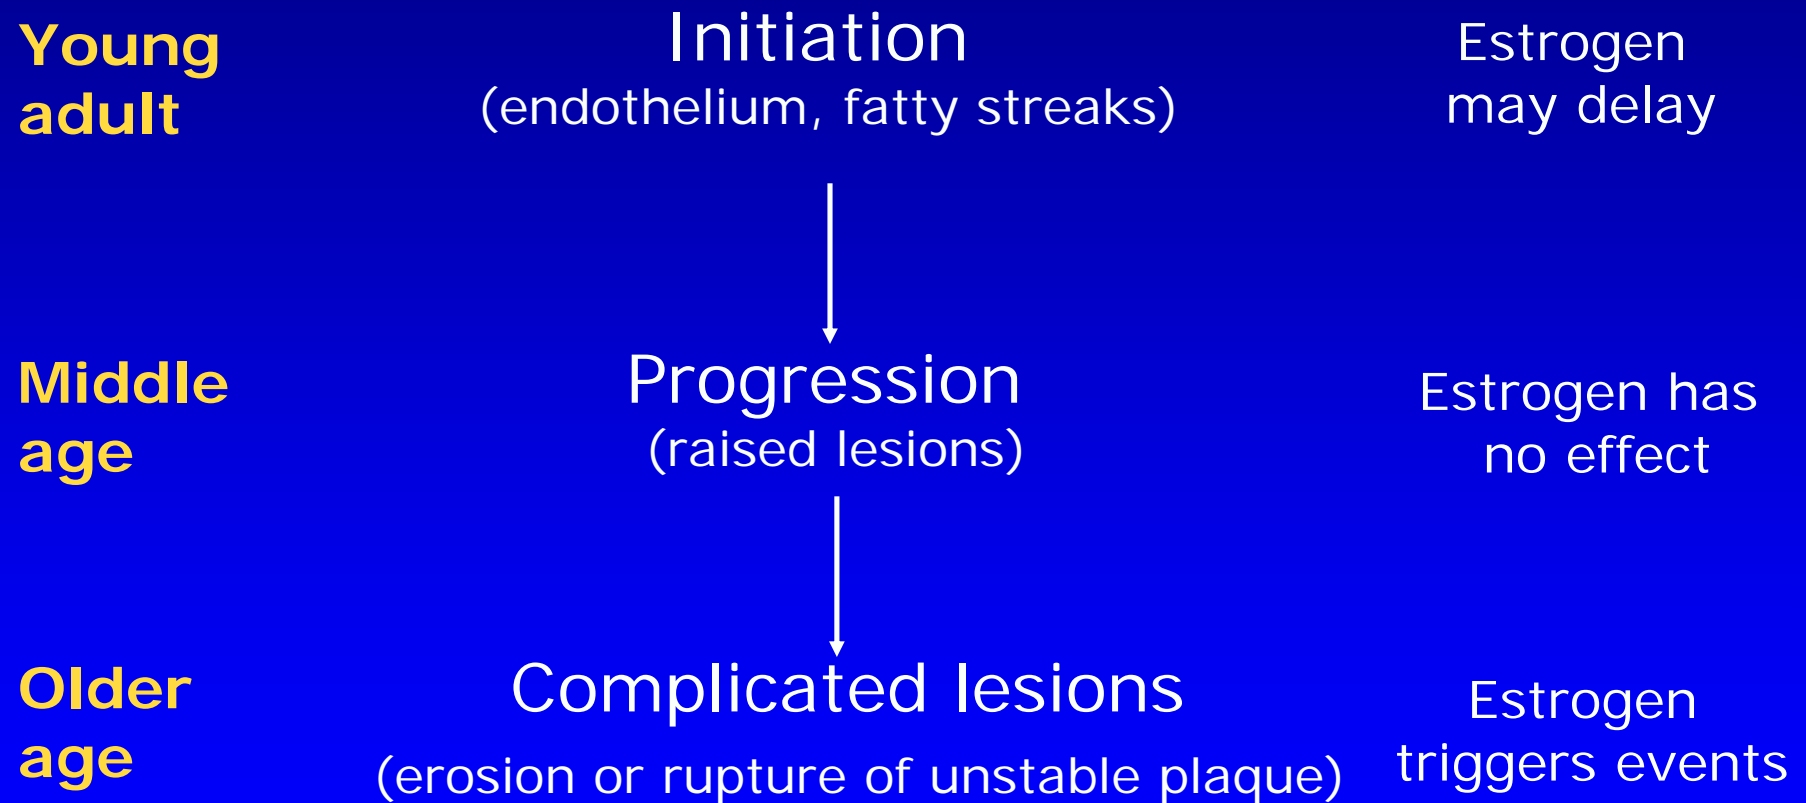 Young
adult
Initiation
(endothelium, fatty streaks)
Estrogen
may delay
Middle
age
Progression
(raised lesions)
Estrogen has
no effect
Older
age
Complicated lesions
(erosion or rupture of unstable plaque)
Estrogen
triggers events